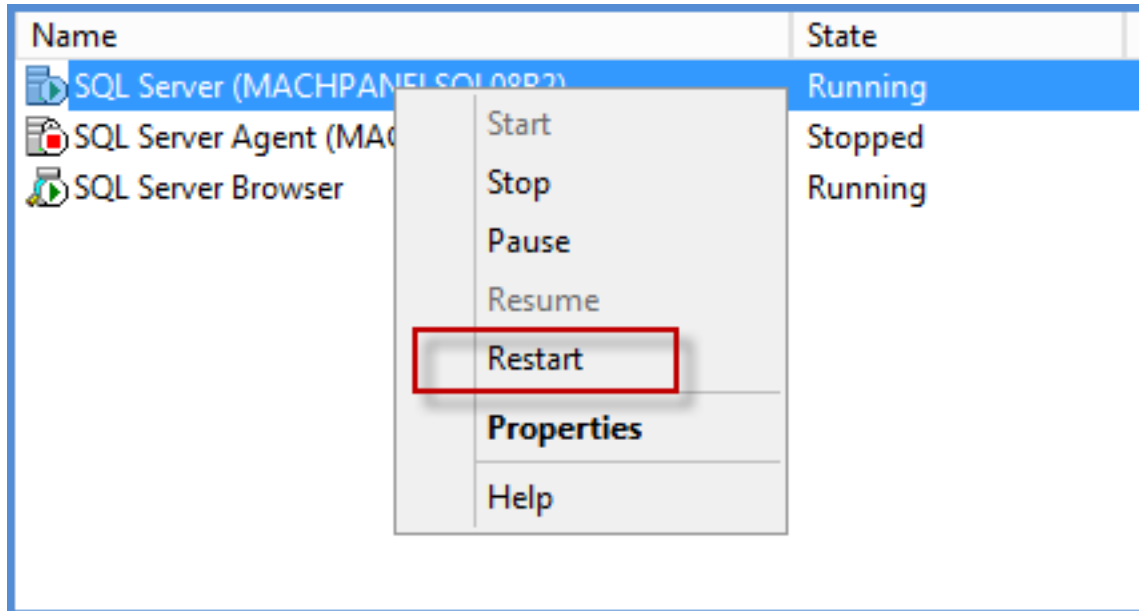 Name State
SQL Server (MACHPANELSQL08R2) Running
SQL Server Agent (MAC Stopped
SQL Server Browser Running
Start
Stop
Pause
Resume
Restart
Properties
Help